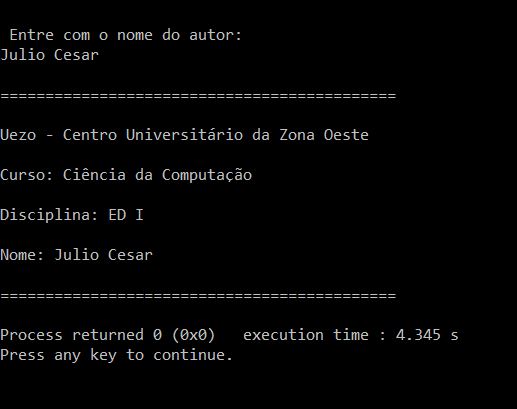 Entre com o nome do autor:
Julio Cesar
============================================
Uezo - Centro Universitário da Zona Oeste
Curso: Ciência da Computação
Disciplina: ED I
Nome: Julio Cesar
============================================
Process returned 0 (0x0)   execution time : 4.345 s
Press any key to continue.